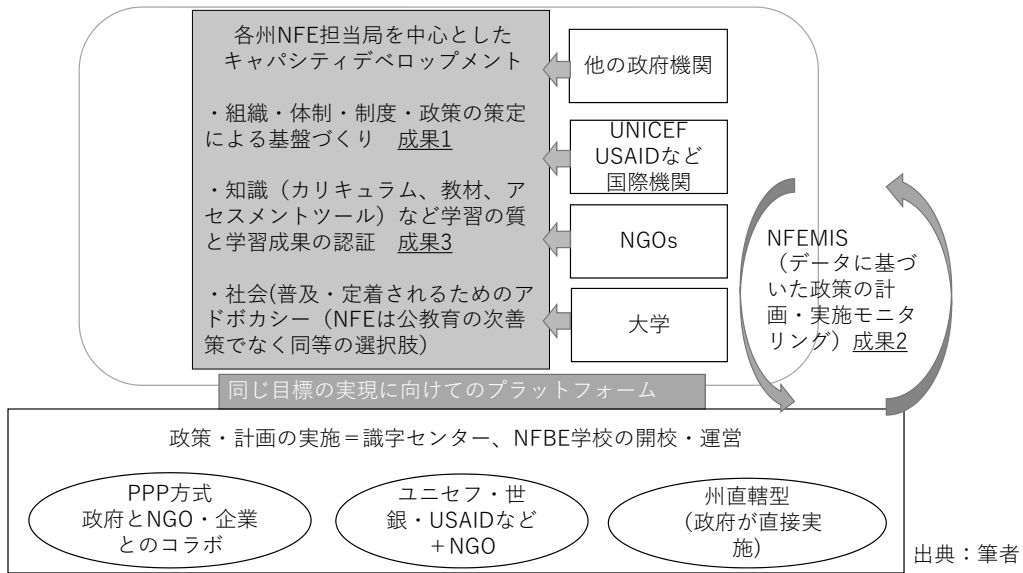 各州NFE担当局を中心とした
キャパシティデベロップメント
・組織・体制・制度・政策の策定
による基盤づくり　成果1
・知識（カリキュラム、教材、ア
セスメントツール）など学習の質
と学習成果の認証　成果3
・社会(普及・定着されるためのア
ドボカシー（NFEは公教育の次善
策でなく同等の選択肢）
他の政府機関
UNICEF
USAIDなど
国際機関
NGOs
大学
NFEMIS
（データに基づ
いた政策の計
画・実施モニタ
リング）成果2
同じ目標の実現に向けてのプラットフォーム
政策・計画の実施＝識字センター、NFBE学校の開校・運営
PPP方式
政府とNGO・企業
とのコラボ
ユニセフ・世
銀・USAIDなど
＋NGO
州直轄型
（政府が直接実
施)
出典：筆者